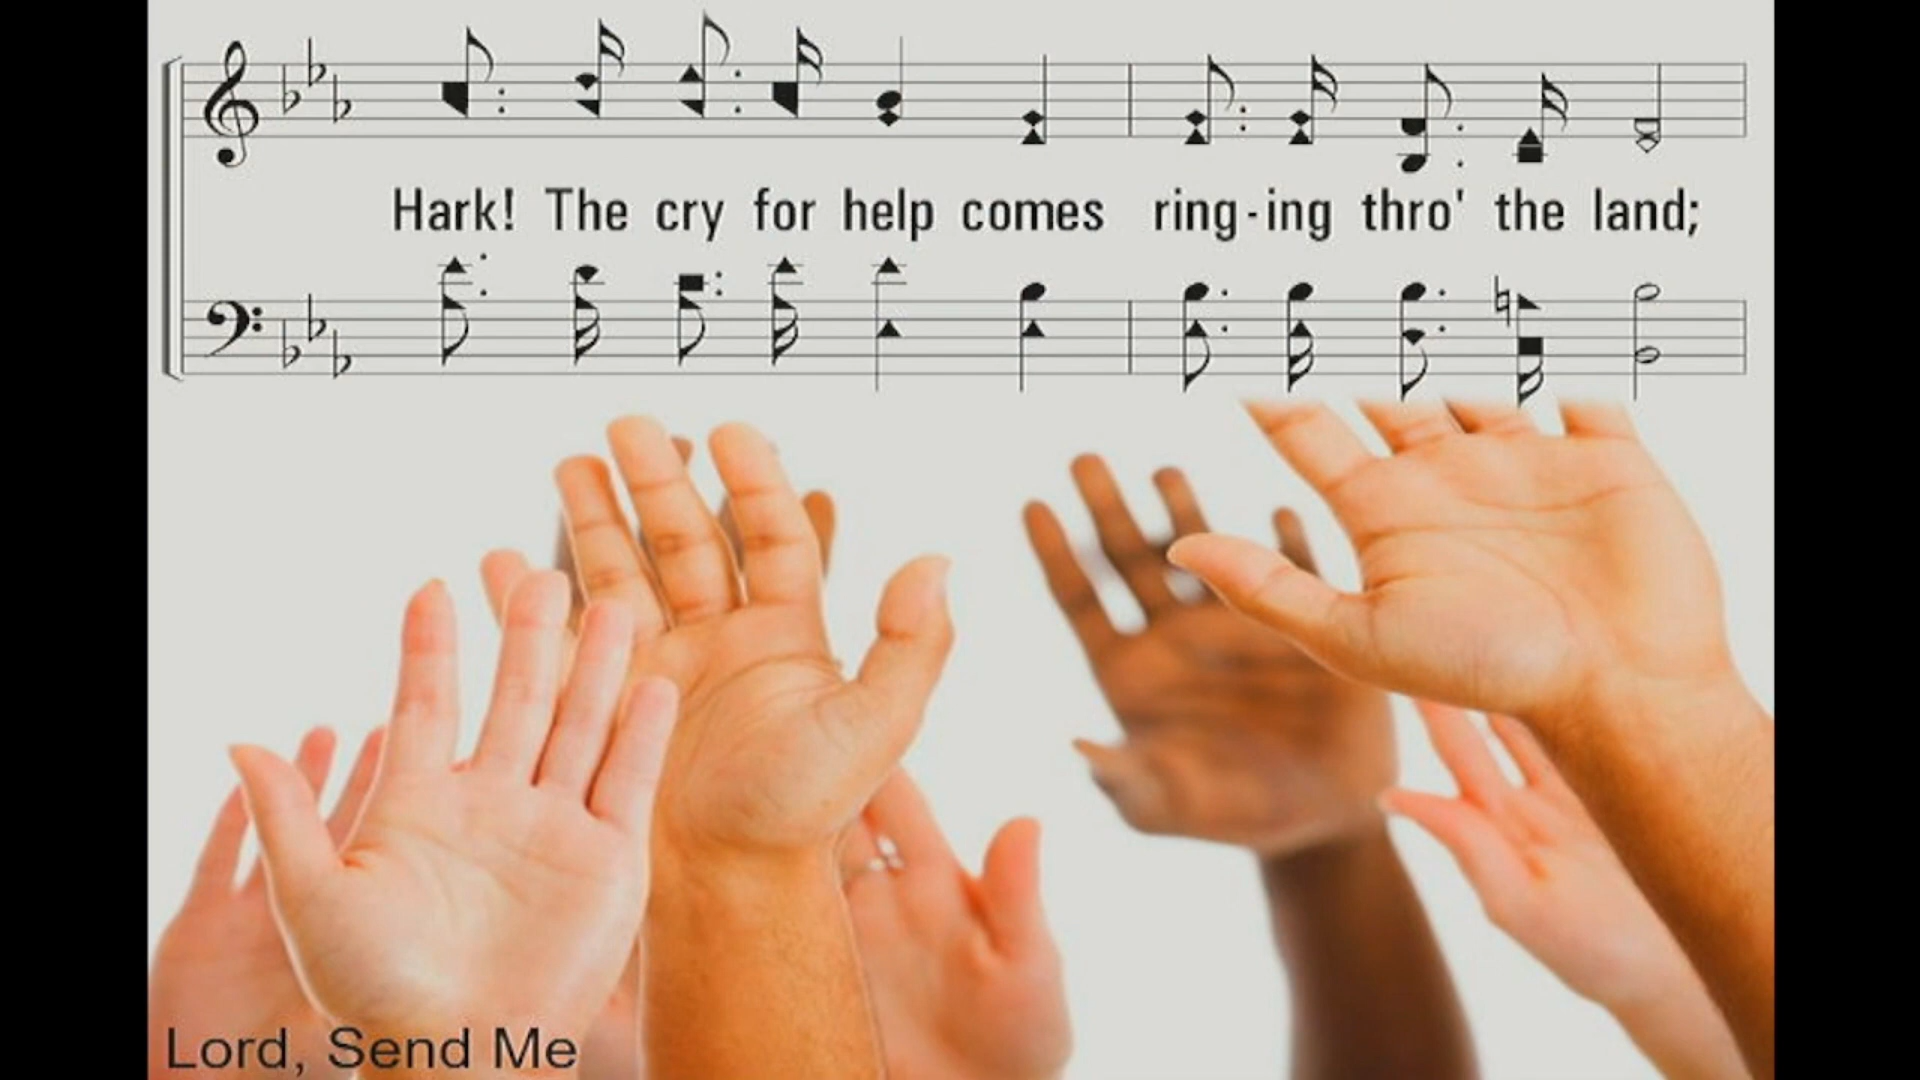 Hark! The cry for help comes ring-ing thro' the land;
Lord, Send Me